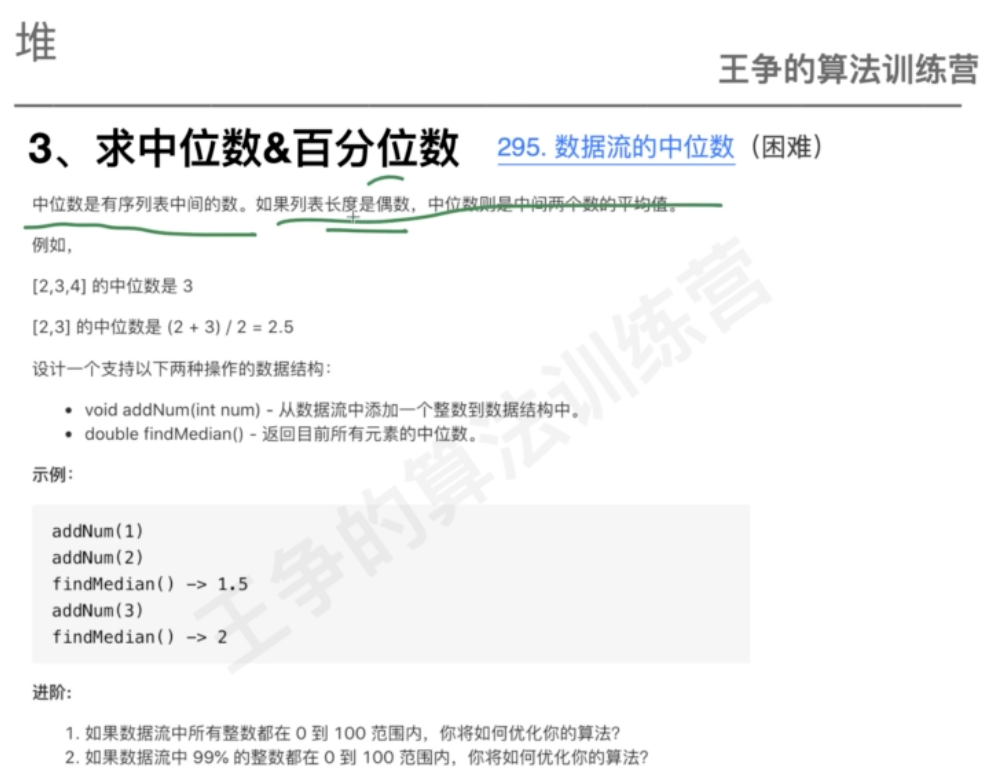 堆
王争的算法训练营
3、求中位数&百分位数 295. 数据流的中位数（困难）
中位数是有序列表中间的数。如果列表长度是偶数，中位数则是中间两个数的平均值。
例如，
[2,3,4] 的中位数是 3
[2,3] 的中位数是 (2 + 3) / 2 = 2.5
设计一个支持以下两种操作的数据结构：
• void addNum(int num) - 从数据流中添加一个整数到数据结构中。
• double findMedian() - 返回目前所有元素的中位数。
示例：
addNum(1)
addNum(2)
findMedian() -> 1.5
addNum(3)
findMedian() -> 2
进阶:
1. 如果数据流中所有整数都在 0 到 100 范围内，你将如何优化你的算法？
2. 如果数据流中 99% 的整数都在 0 到 100 范围内，你将如何优化你的算法？
王争的算法训练营